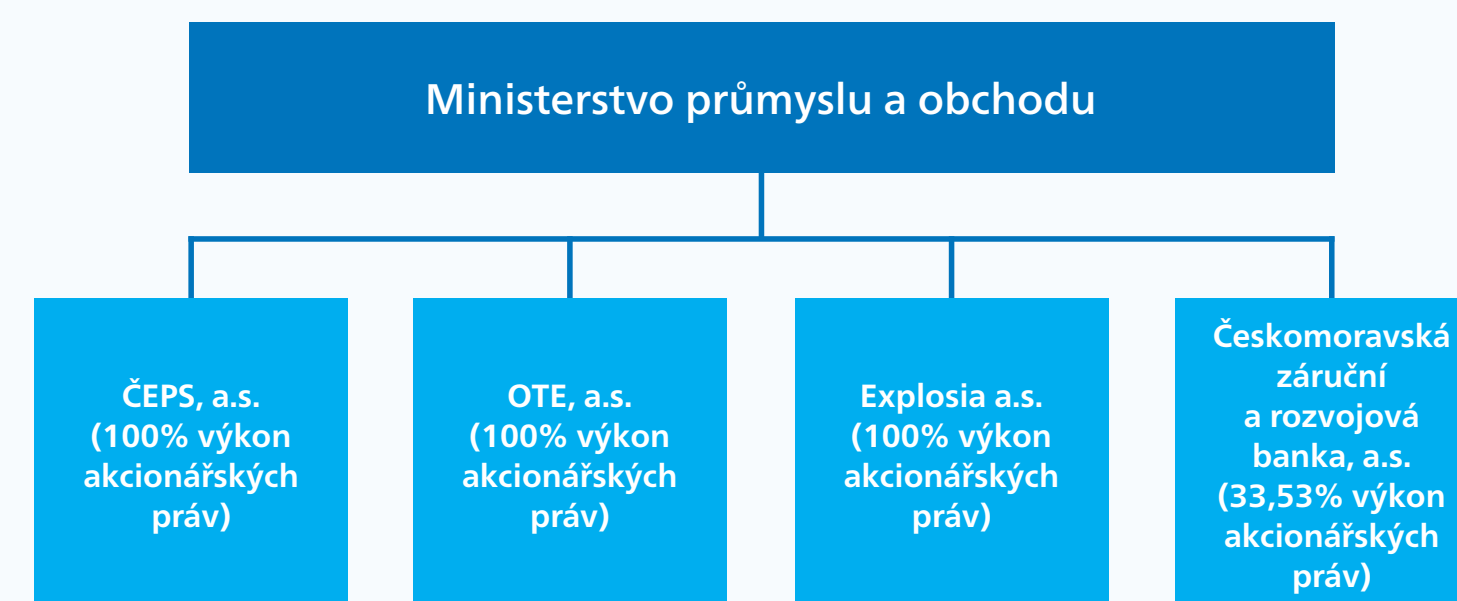 Ministerstvo průmyslu a obchodu
ČEPS, a.s.
(100% výkon
akcionářských
práv)
OTE, a.s.
(100% výkon
akcionářských
práv)
Explosia a.s.
(100% výkon
akcionářských
práv)
Českomoravská
záruční
a rozvojová
banka, a.s.
(33,53% výkon
akcionářských
práv)